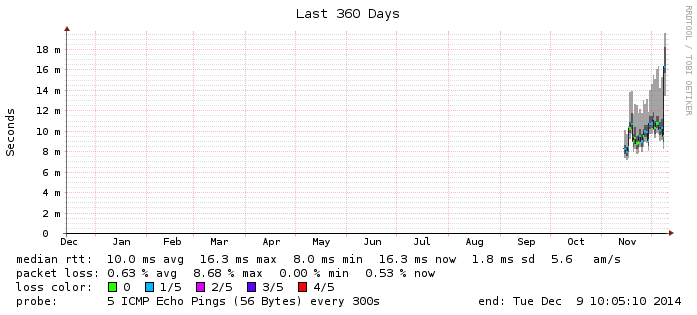 Last 360 Days
RRDTOOL / TOBI OETIKER
Seconds
18 m
16 m
14 m
12 m
10 m
8 m
6 m
4 m
2 m
0
Dec Jan Feb Mar Apr May Jun Jul Aug Sep Oct Nov
median rtt: 10.0 ms avg 16.3 ms max 8.0 ms min 16.3 ms now 1.8 ms sd 5.6 am/s
packet loss: 0.63 % avg 8.68 % max 0.00 % min 0.53 % now
loss color: 0 1/5 2/5 3/5 4/5
probe: 5 ICMP Echo Pings (56 Bytes) every 300s end: Tue Dec 9 10:05:10 2014